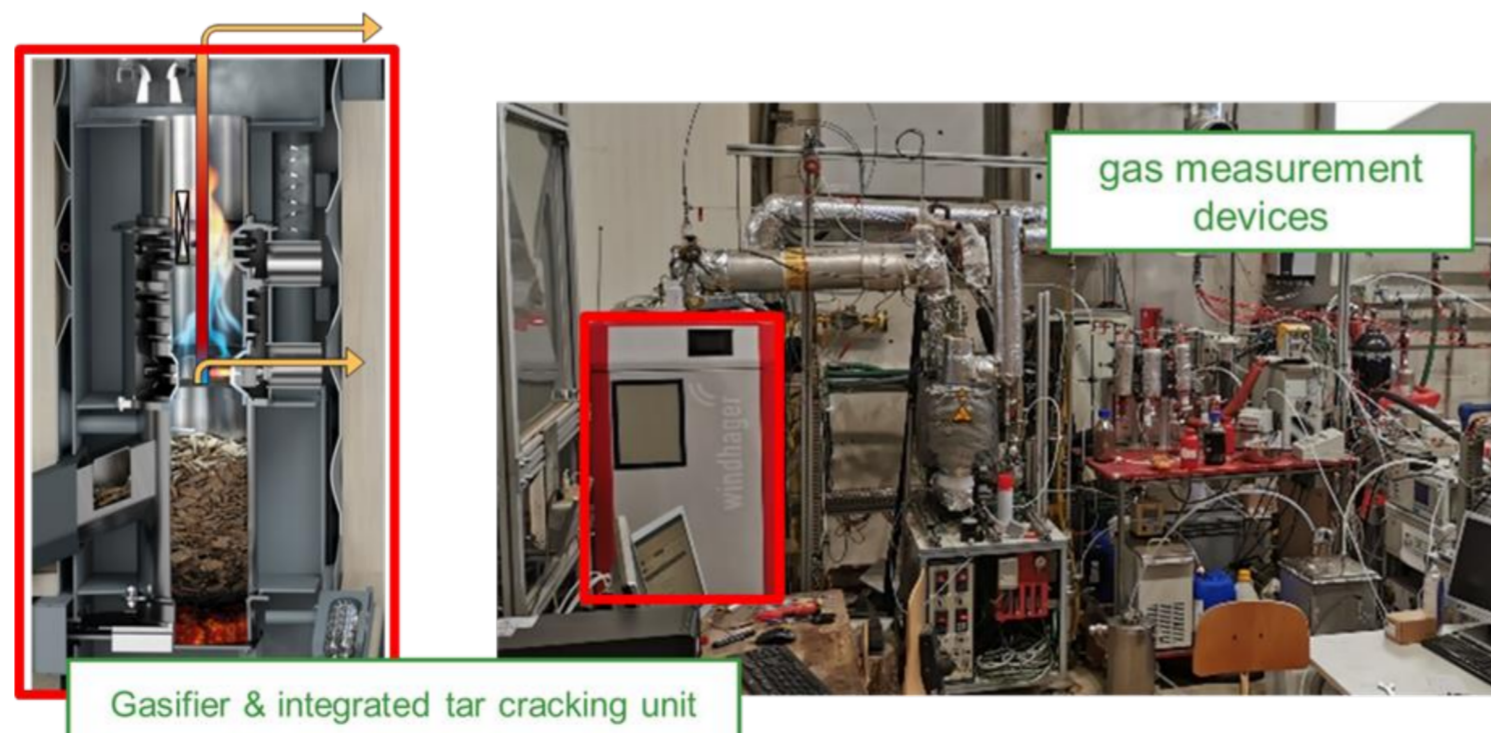 gas measurement
devices
windhager
Gasifier & integrated tar cracking unit